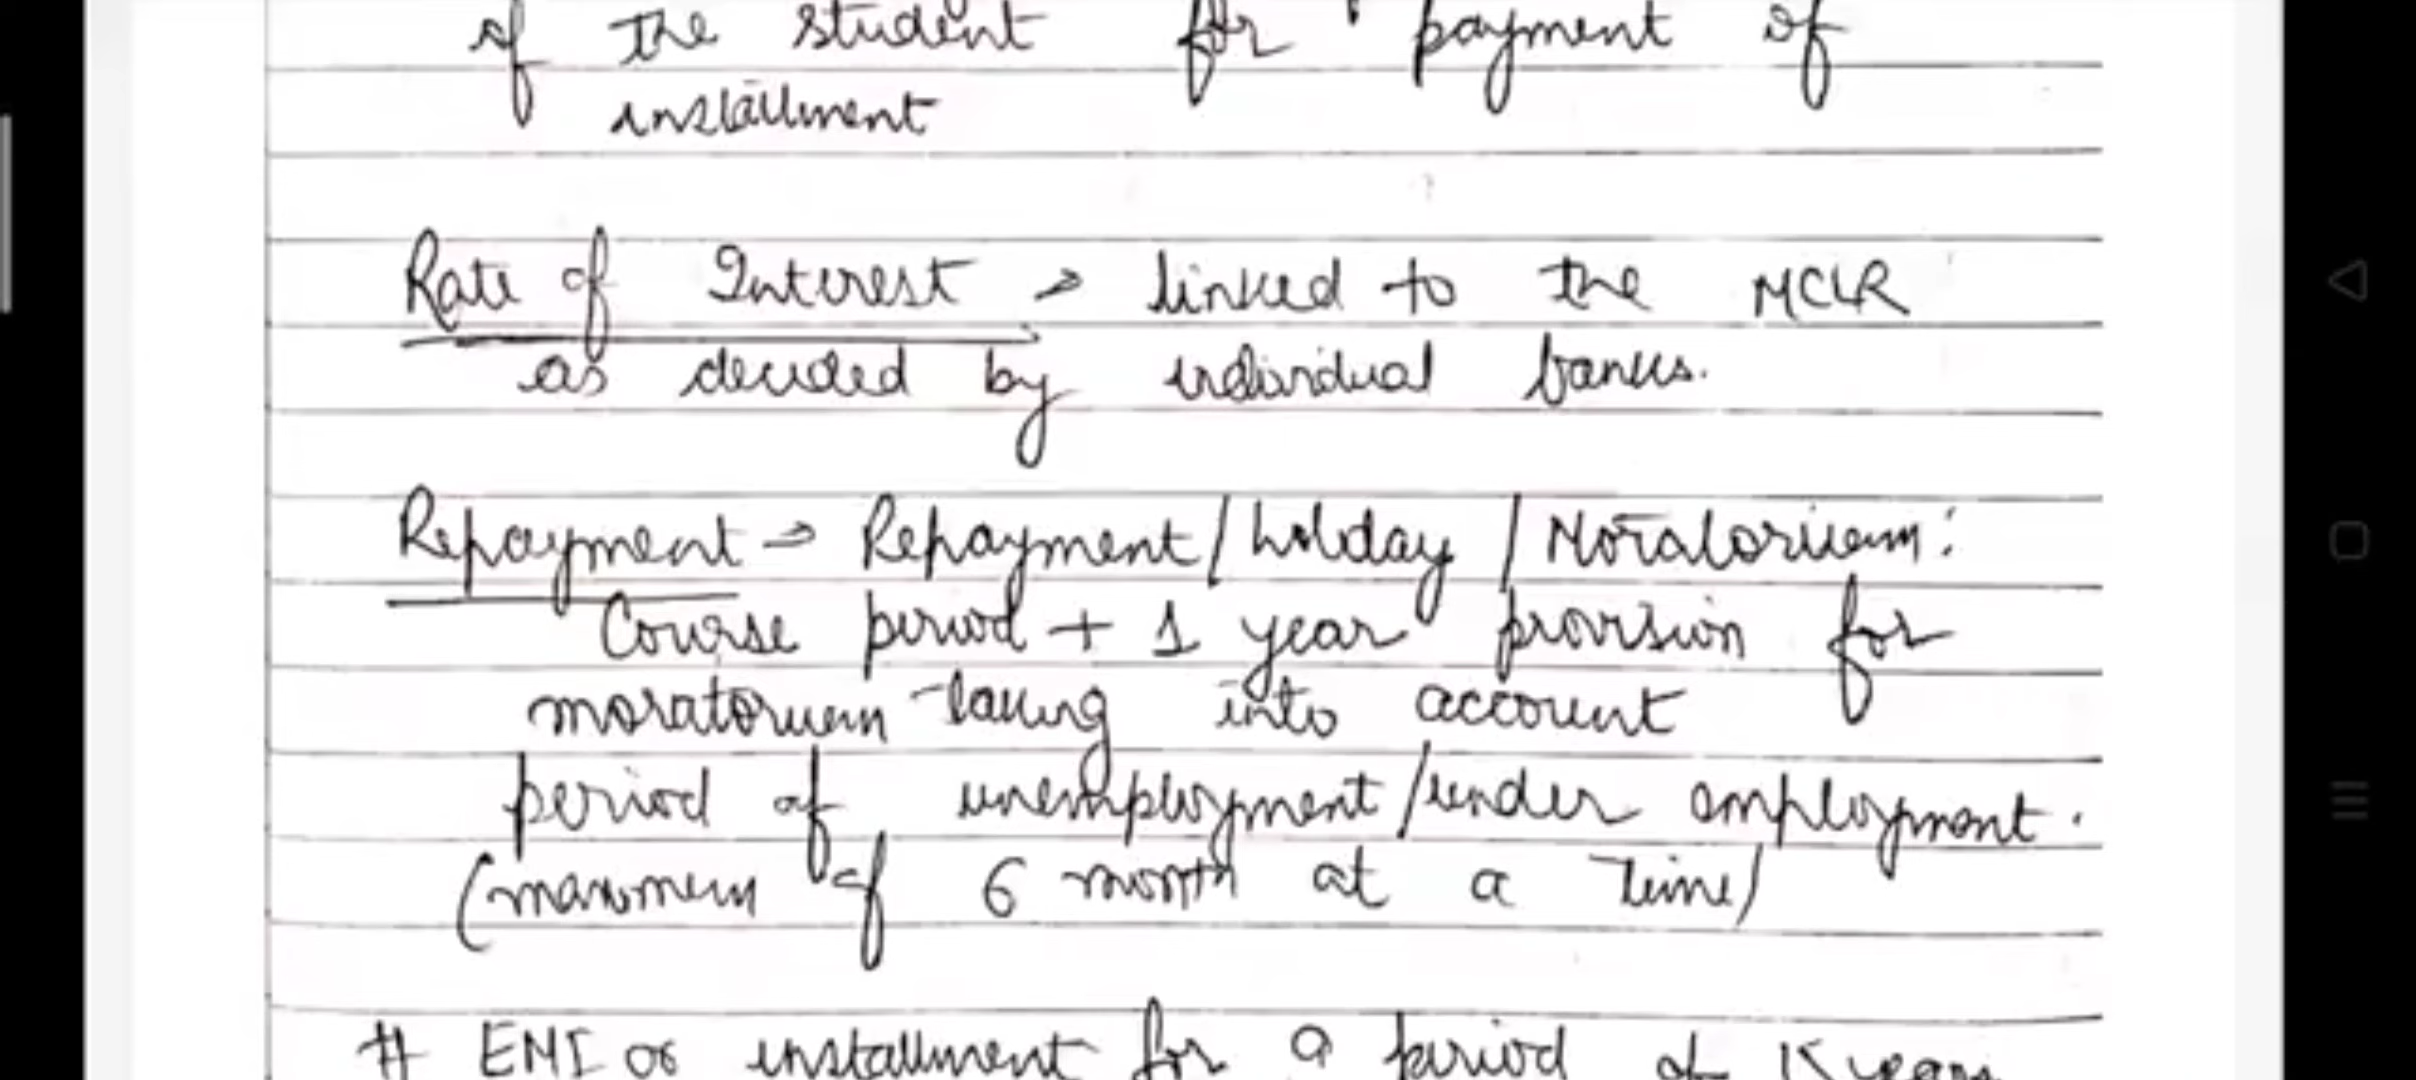 of the student for payment of
installment
Rate of Interest → linked to the MCLR
as decided by individual banks.
Repayment → Repayment/holiday/Moratorium:
Course period + 1 year provision for
moratorium taking into account
period of unemployment/under employment.
(maximum of 6 month at a time)
# EMI or installment for a period of 15 years